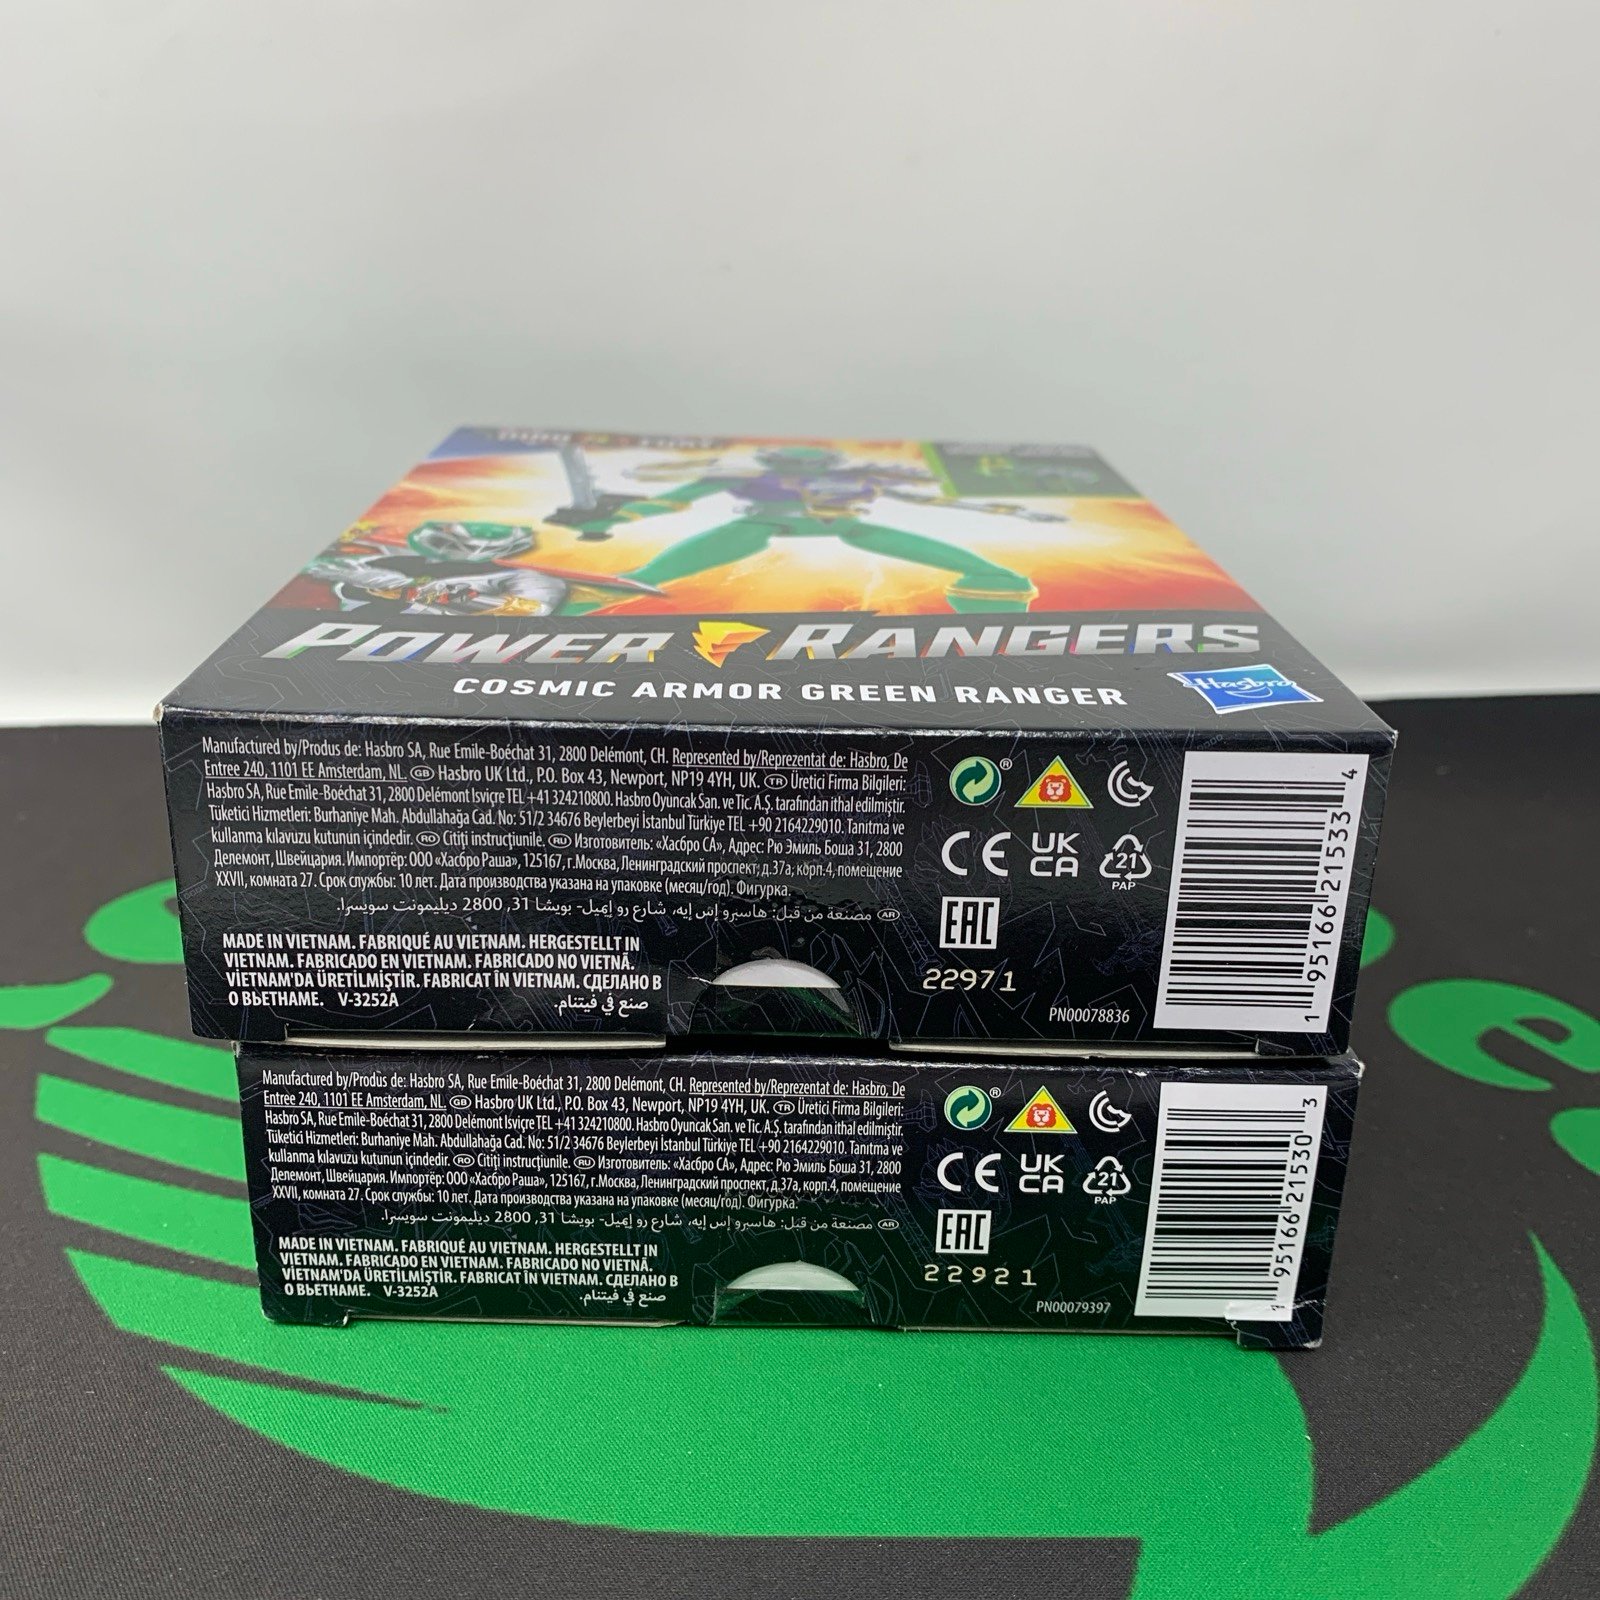 POWER RANGERS
COSMIC ARMOR GREEN RANGER
Hasbro
Manufactured by/Produs de: Hasbro SA, Rue Emile-Boéchat 31, 2800 Delémont, CH. Represented by/Reprezentat de: Hasbro, De
Entree 240, 1101 EE Amsterdam, NL. GB Hasbro UK Ltd., P.O. Box 43, Newport, NP19 4YH, UK. TR Üretici Firma Bilgileri:
Hasbro SA, Rue Emile-Boéchat 31, 2800 Delémont Isviçre TEL +41 324210800. Hasbro Oyuncak San. ve Tic. A.Ş. tarafından ithal edilmiştir.
Tüketici Hizmetleri: Burhaniye Mah. Abdullahağa Cad. No: 51/2 34676 Beylerbeyi İstanbul Türkiye TEL +90 2164229010. Tanıtma ve
kullanma kılavuzu kutunun içindedir. RO Citiţi instrucţiunile. RU Изготовитель: «Хасбро СА», Адрес: Рю Эмиль Боша 31, 2800
Делемонт, Швейцария. Импортёр: ООО «Хасбро Раша», 125167, г.Москва, Ленинградский проспект, д.37а, корп.4, помещение
XXVII, комната 27. Срок службы: 10 лет. Дата производства указана на упаковке (месяц/год). Фигурка.
AR مصنعة من قبل: هاسبرو إس إيه، شارع رو إميل- بويشا 31, 2800 ديليمونت سويسرا.
MADE IN VIETNAM. FABRIQUÉ AU VIETNAM. HERGESTELLT IN
VIETNAM. FABRICADO EN VIETNAM. FABRICADO NO VIETNÃ.
VİETNAM'DA ÜRETİLMİŞTİR. FABRICAT ÎN VIETNAM. СДЕЛАНО В
О ВЬЕТНАМЕ. V-3252A صنع في فيتنام.
®
CE UK CA 21 PAP
EAC
22971
PN00078836
1 95166 21533 4
Manufactured by/Produs de: Hasbro SA, Rue Emile-Boéchat 31, 2800 Delémont, CH. Represented by/Reprezentat de: Hasbro, De
Entree 240, 1101 EE Amsterdam, NL. GB Hasbro UK Ltd., P.O. Box 43, Newport, NP19 4YH, UK. TR Üretici Firma Bilgileri:
Hasbro SA, Rue Emile-Boéchat 31, 2800 Delémont Isviçre TEL +41 324210800. Hasbro Oyuncak San. ve Tic. A.Ş. tarafından ithal edilmiştir.
Tüketici Hizmetleri: Burhaniye Mah. Abdullahağa Cad. No: 51/2 34676 Beylerbeyi İstanbul Türkiye TEL +90 2164229010. Tanıtma ve
kullanma kılavuzu kutunun içindedir. RO Citiţi instrucţiunile. RU Изготовитель: «Хасбро СА», Адрес: Рю Эмиль Боша 31, 2800
Делемонт, Швейцария. Импортёр: ООО «Хасбро Раша», 125167, г.Москва, Ленинградский проспект, д.37а, корп.4, помещение
XXVII, комната 27. Срок службы: 10 лет. Дата производства указана на упаковке (месяц/год). Фигурка.
AR مصنعة من قبل: هاسبرو إس إيه، شارع رو إميل- بويشا 31, 2800 ديليمونت سويسرا.
MADE IN VIETNAM. FABRIQUÉ AU VIETNAM. HERGESTELLT IN
VIETNAM. FABRICADO EN VIETNAM. FABRICADO NO VIETNÃ.
VİETNAM'DA ÜRETİLMİŞTİR. FABRICAT ÎN VIETNAM. СДЕЛАНО В
О ВЬЕТНАМЕ. V-3252A صنع في فيتنام.
®
CE UK CA 21 PAP
EAC
22921
PN00079397
1 95166 21530 3